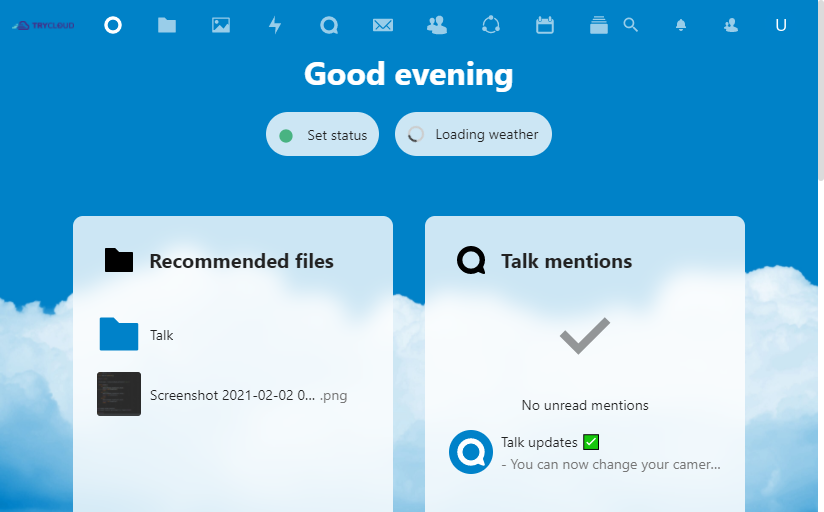 TRYCLOUD
U
Good evening
Set status
Loading weather
Recommended files
Talk
Screenshot 2021-02-02 0... .png
Talk mentions
No unread mentions
Talk updates ✅
- You can now change your camer...